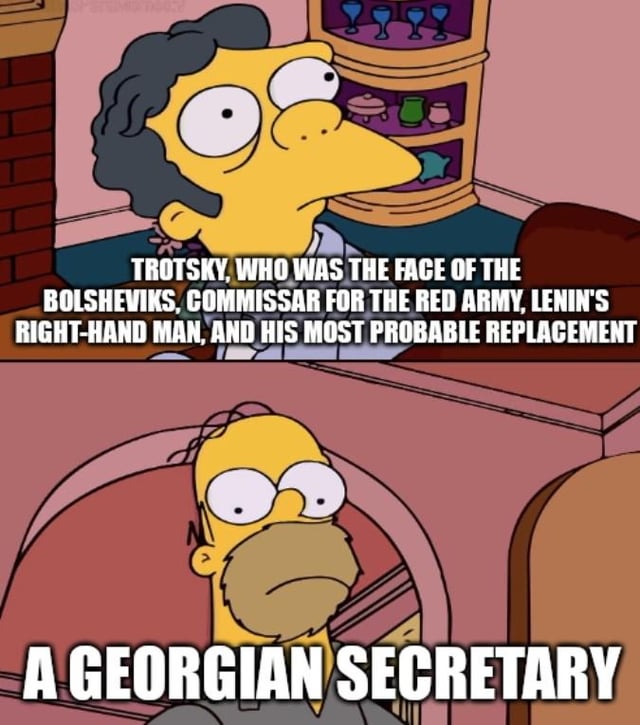 TROTSKY, WHO WAS THE FACE OF THE
BOLSHEVIKS, COMMISSAR FOR THE RED ARMY, LENIN'S
RIGHT-HAND MAN, AND HIS MOST PROBABLE REPLACEMENT
A GEORGIAN SECRETARY